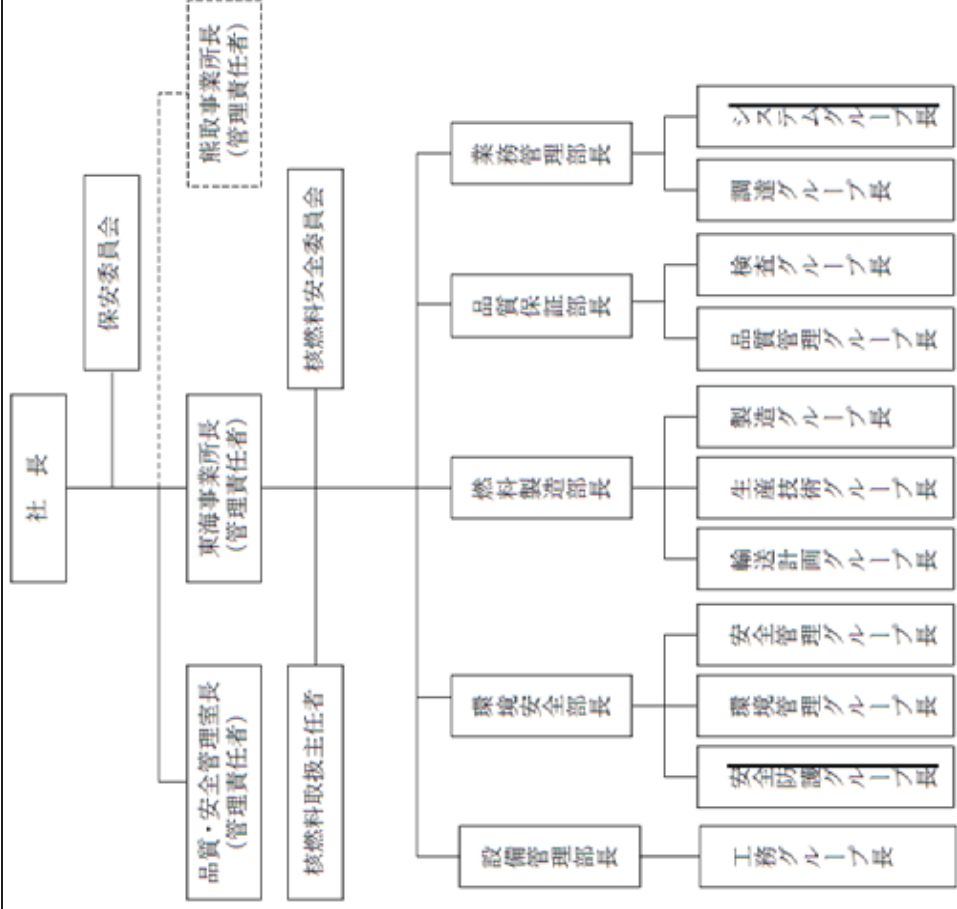 社　長
保安委員会
品質・安全管理室長
(管理責任者)
東海事業所長
(管理責任者)
熊取事業所長
(管理責任者)
核燃料取扱主任者
核燃料安全委員会
設備管理部長
環境安全部長
燃料製造部長
品質保証部長
業務管理部長
工務グループ長
安全防護グループ長
環境管理グループ長
安全管理グループ長
輸送計画グループ長
生産技術グループ長
製造グループ長
品質管理グループ長
検査グループ長
調達グループ長
システムグループ長